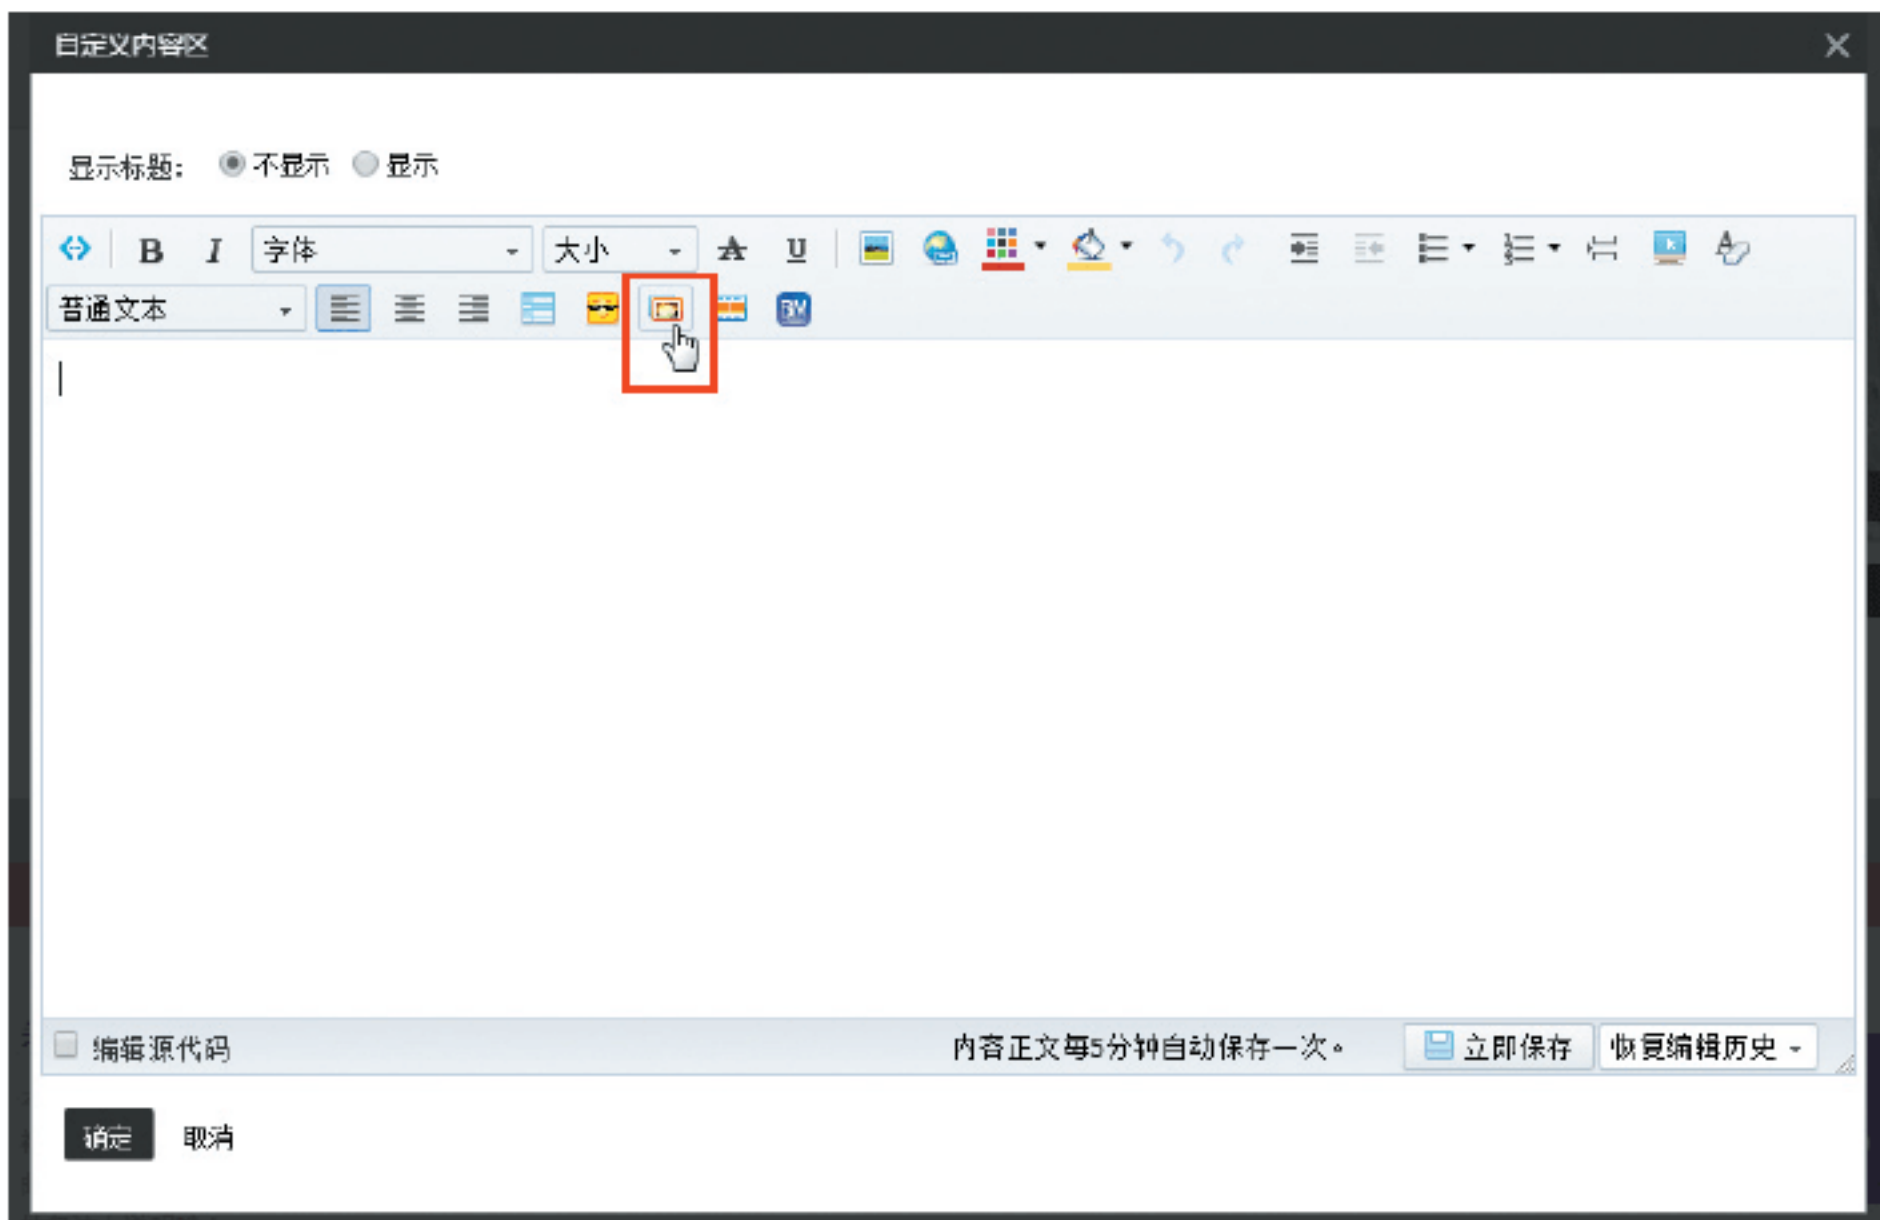 自定义内容区
显示标题： 不显示 显示
B I 字体 大小 A U
普通文本 BM
编辑源代码 内容正文每5分钟自动保存一次。 立即保存 恢复编辑历史
确定 取消